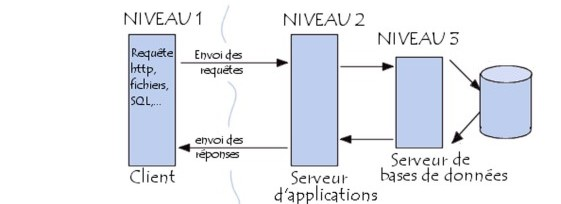 NIVEAU 1
NIVEAU 2
NIVEAU 3
Requête
http,
fichiers,
SQL,...
Envoi des
requêtes
envoi des
réponses
Client
Serveur
d'applications
Serveur de
bases de données